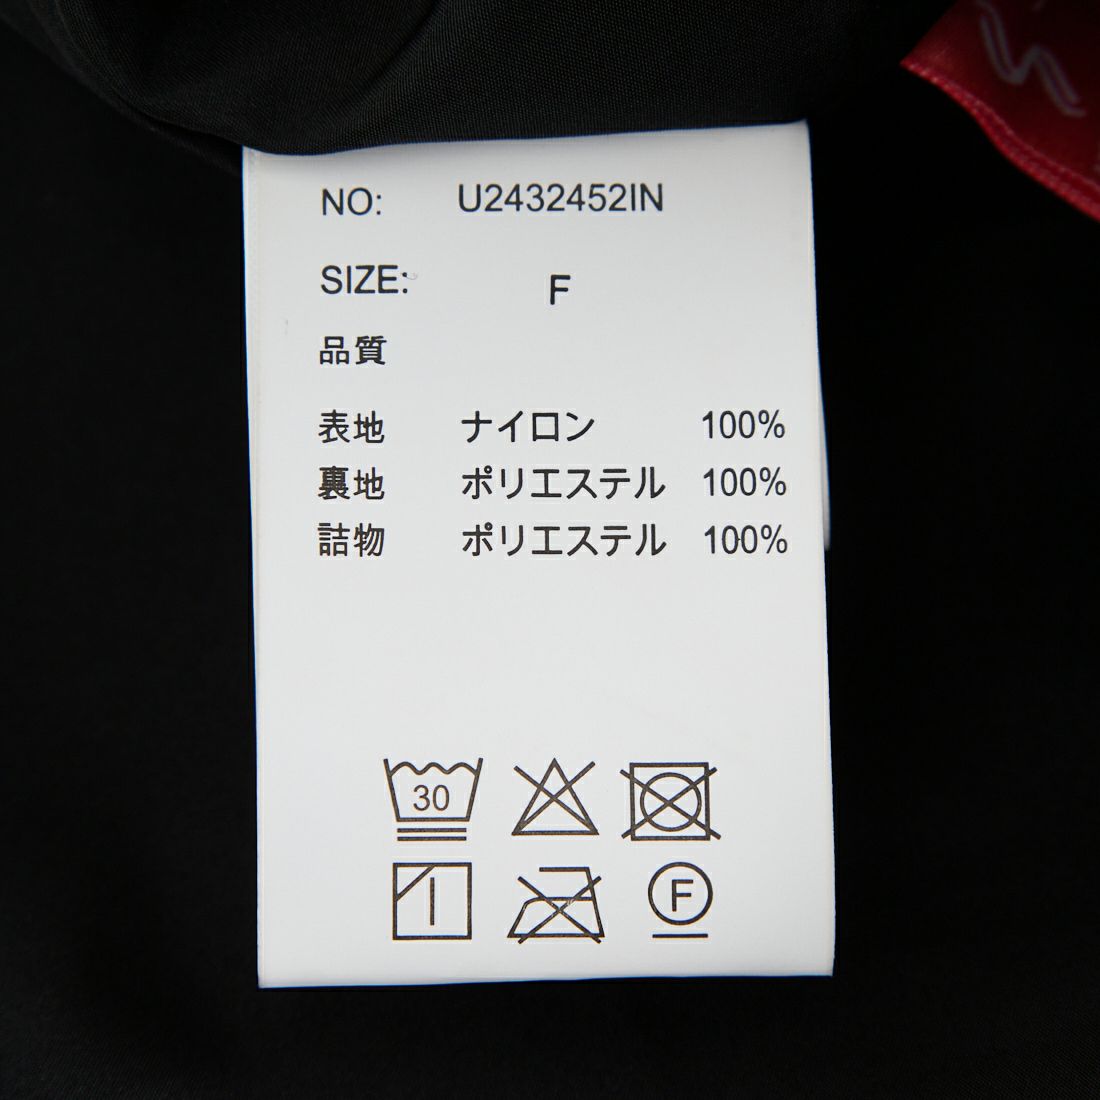 NO: U2432452IN
SIZE: F
品質
表地 ナイロン 100%
裏地 ポリエステル 100%
詰物 ポリエステル 100%
30
F